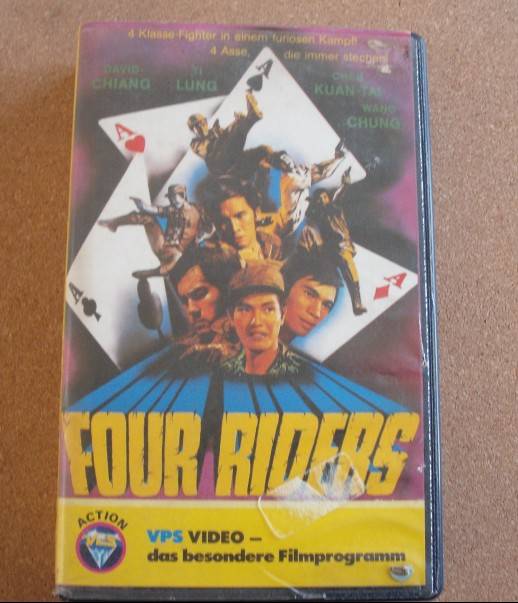 4 Klasse-Fighter in einem furiosen Kampf!
4 Asse, die immer stechen
DAVID CHIANG
TI LUNG
CHEN KUAN-TAI
WANG CHUNG
A
A
A
A
FOUR RIDERS
ACTION
VPS
VPS VIDEO –
das besondere Filmprogramm